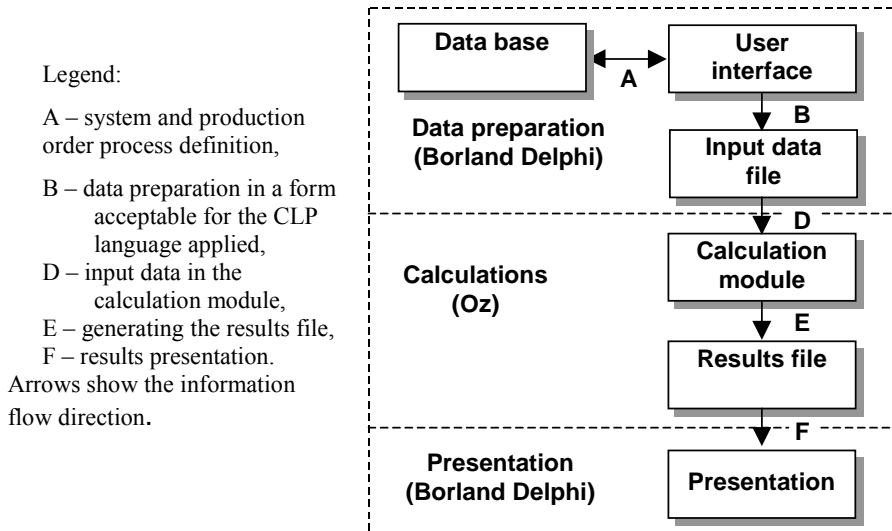 Legend:
A – system and production
order process definition,
B – data preparation in a form
acceptable for the CLP
language applied,
D – input data in the
calculation module,
E – generating the results file,
F – results presentation.
Arrows show the information
flow direction.
Data base
A
User
interface
B
Data preparation
(Borland Delphi)
Input data
file
D
Calculations
(Oz)
Calculation
module
E
Results file
F
Presentation
(Borland Delphi)
Presentation